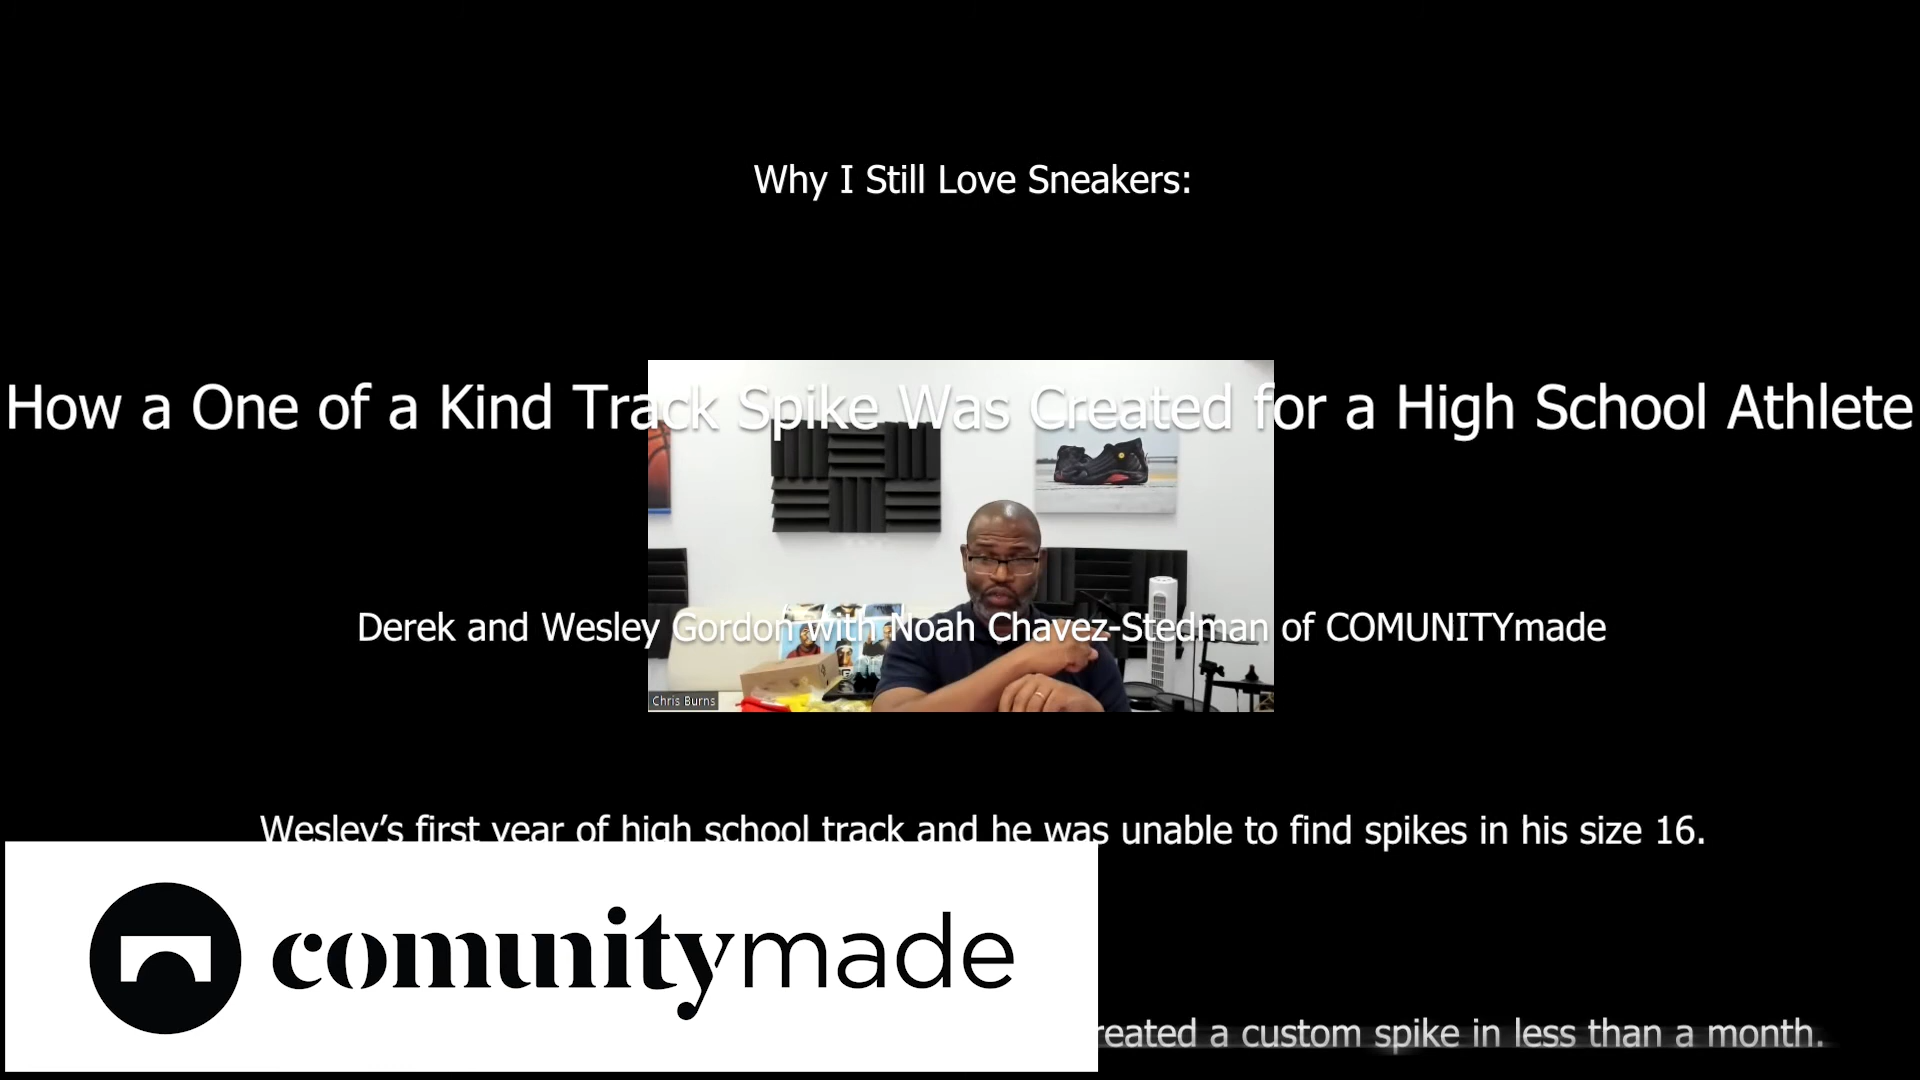 Why I Still Love Sneakers:
How a One of a Kind Track Spike Was Created for a High School Athlete
Derek and Wesley Gordon with Noah Chavez-Stedman of COMUNITYmade
Chris Burns
Wesley's first year of high school track and he was unable to find spikes in his size 16.
comunitymade
reated a custom spike in less than a month.